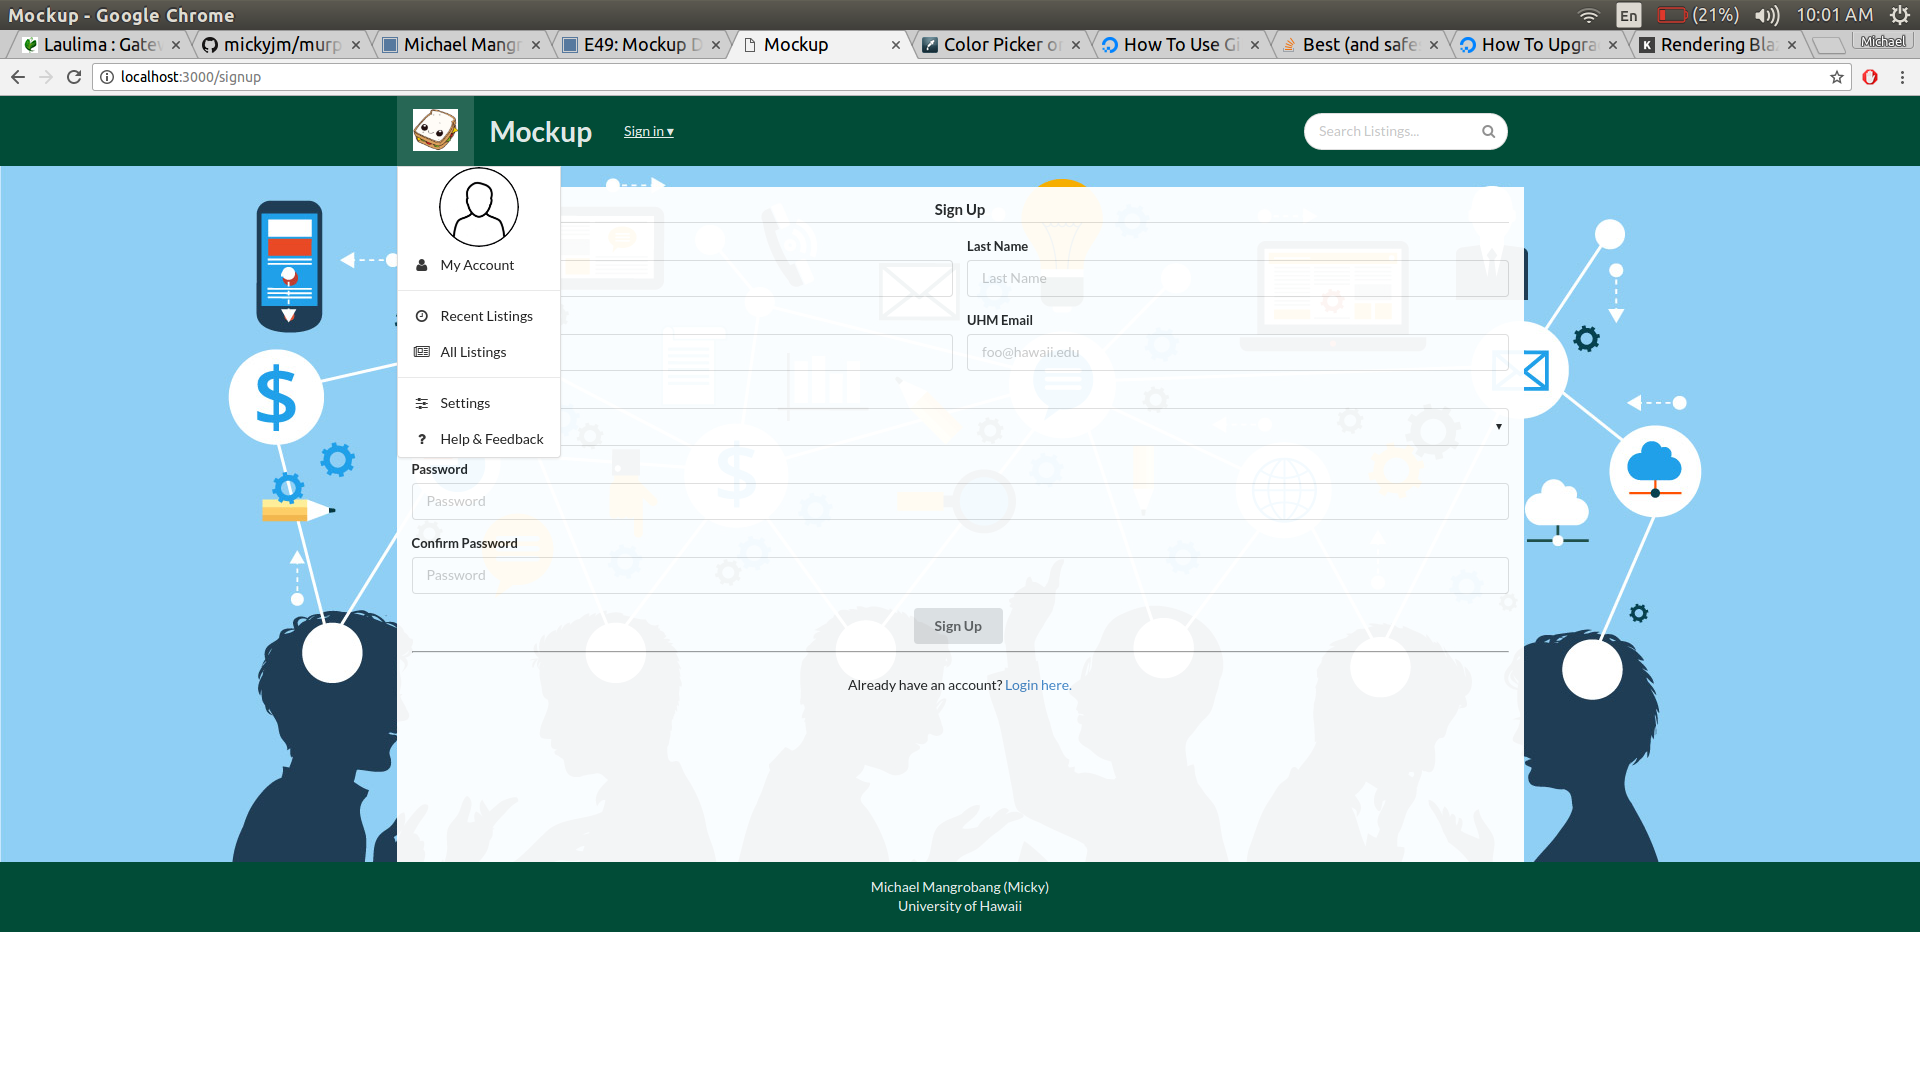 Mockup - Google Chrome
En
(21%)
10:01 AM
Laulima : Gatew
mickyjm/murp
Michael Mangr
E49: Mockup D
Mockup
Color Picker o
How To Use Gi
Best (and safe
How To Upgra
Rendering Bla
Michael
localhost:3000/signup
Mockup
Sign in ▾
Search Listings...
Sign Up
My Account
Recent Listings
All Listings
Settings
? Help & Feedback
Last Name
Last Name
UHM Email
foo@hawaii.edu
Password
Password
Confirm Password
Password
Sign Up
Already have an account? Login here.
Michael Mangrobang (Micky)
University of Hawaii